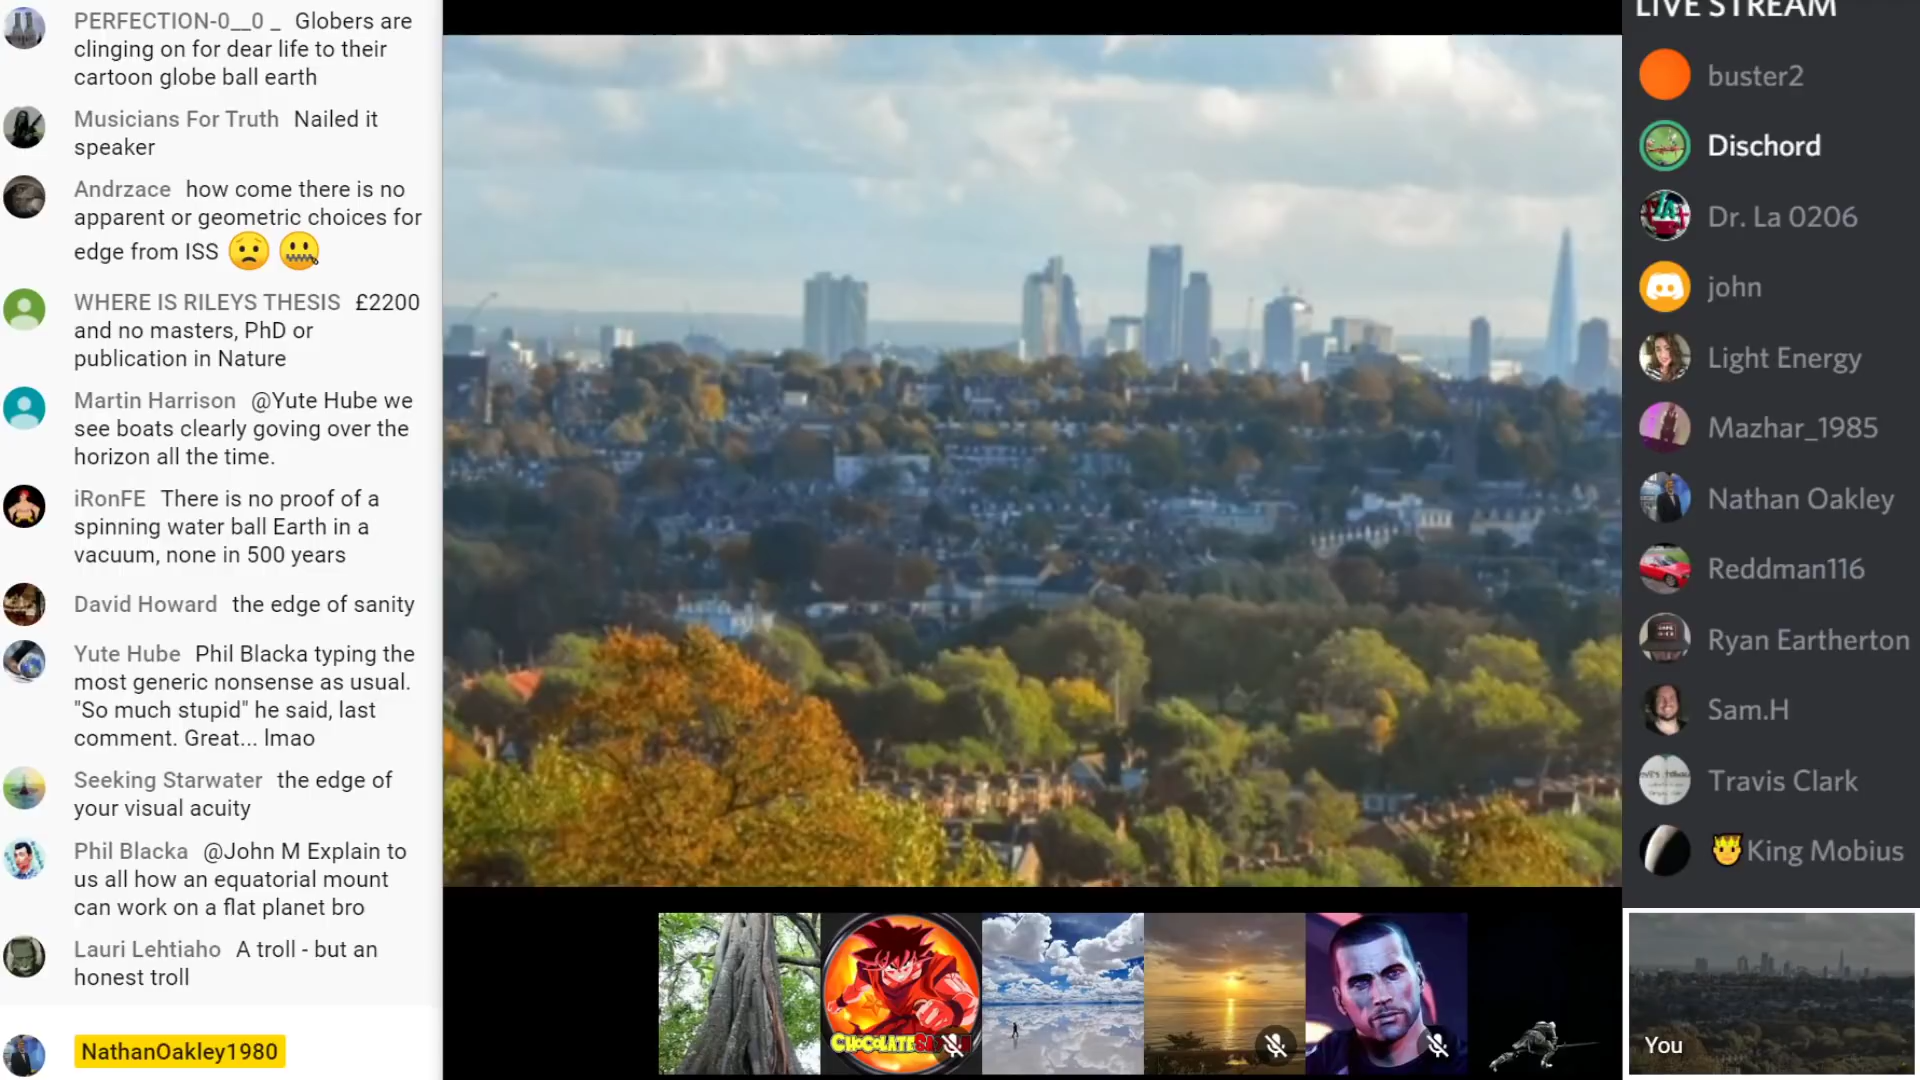 PERFECTION-0__0 _ Globers are
clinging on for dear life to their
cartoon globe ball earth
Musicians For Truth Nailed it
speaker
Andrzace how come there is no
apparent or geometric choices for
edge from ISS 😟 🤐
WHERE IS RILEYS THESIS £2200
and no masters, PhD or
publication in Nature
Martin Harrison @Yute Hube we
see boats clearly goving over the
horizon all the time.
iRonFE There is no proof of a
spinning water ball Earth in a
vacuum, none in 500 years
David Howard the edge of sanity
Yute Hube Phil Blacka typing the
most generic nonsense as usual.
"So much stupid" he said, last
comment. Great... lmao
Seeking Starwater the edge of
your visual acuity
Phil Blacka @John M Explain to
us all how an equatorial mount
can work on a flat planet bro
Lauri Lehtiaho A troll - but an
honest troll
NathanOakley1980
CHOCOLATE
LIVE STREAM
buster2
Dischord
Dr. La 0206
john
Light Energy
Mazhar_1985
Nathan Oakley
Reddman116
Ryan Eartherton
Sam.H
Travis Clark
🤴King Mobius
You